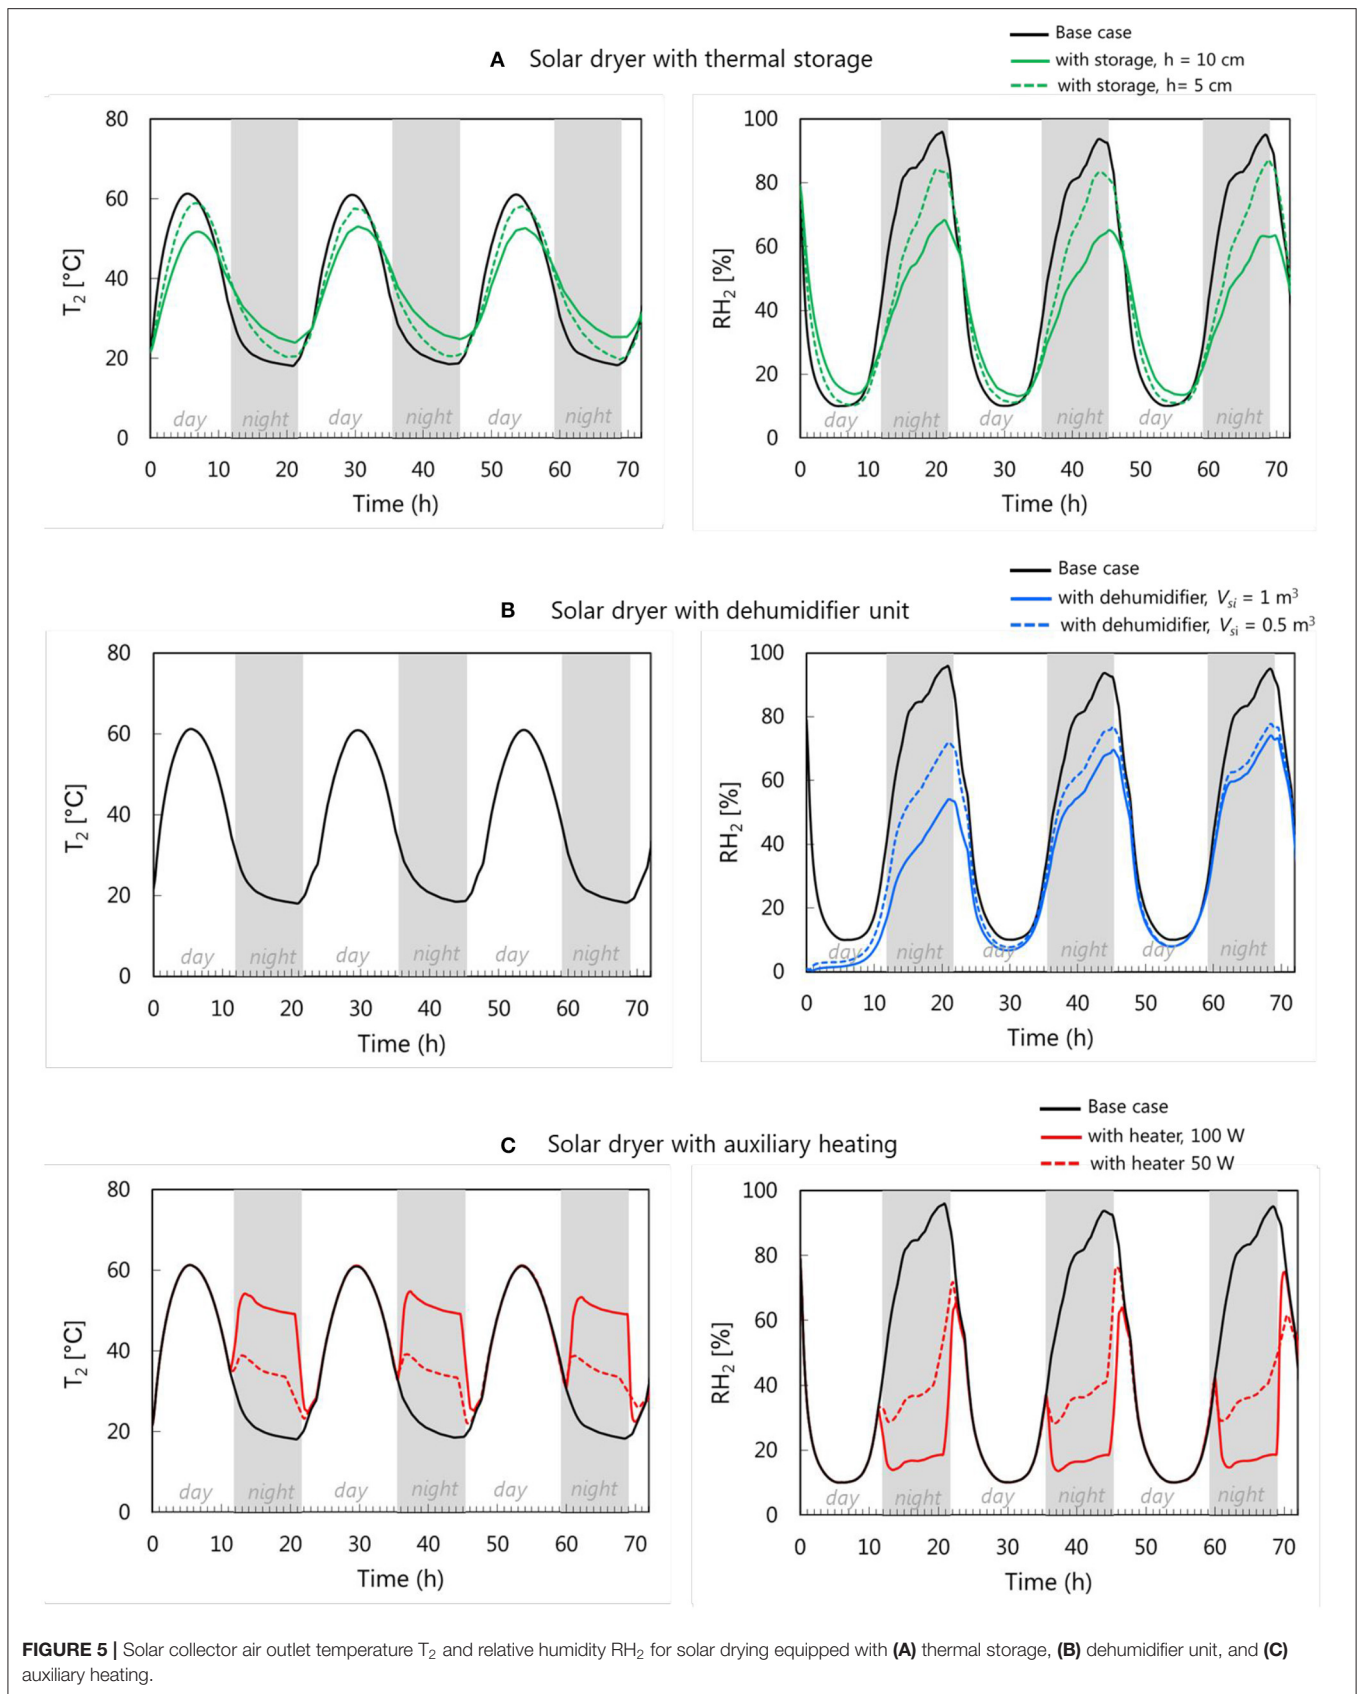 Base case
A Solar dryer with thermal storage
with storage, h = 10 cm
with storage, h= 5 cm
80
60
40
20
0
T2 [°C]
day night day night day night
0 10 20 30 40 50 60 70
Time (h)
100
80
60
40
20
0
RH2 [%]
day night day night day night
0 10 20 30 40 50 60 70
Time (h)
Base case
B Solar dryer with dehumidifier unit
with dehumidifier, Vsi = 1 m³
with dehumidifier, Vsi = 0.5 m³
80
60
40
20
0
T2 [°C]
day night day night day night
0 10 20 30 40 50 60 70
Time (h)
100
80
60
40
20
0
RH2 [%]
day night day night day night
0 10 20 30 40 50 60 70
Time (h)
Base case
C Solar dryer with auxiliary heating
with heater, 100 W
with heater 50 W
80
60
40
20
0
T2 [°C]
day night day night day night
0 10 20 30 40 50 60 70
Time (h)
100
80
60
40
20
0
RH2 [%]
day night day night day night
0 10 20 30 40 50 60 70
Time (h)
FIGURE 5 | Solar collector air outlet temperature T2 and relative humidity RH2 for solar drying equipped with (A) thermal storage, (B) dehumidifier unit, and (C)
auxiliary heating.